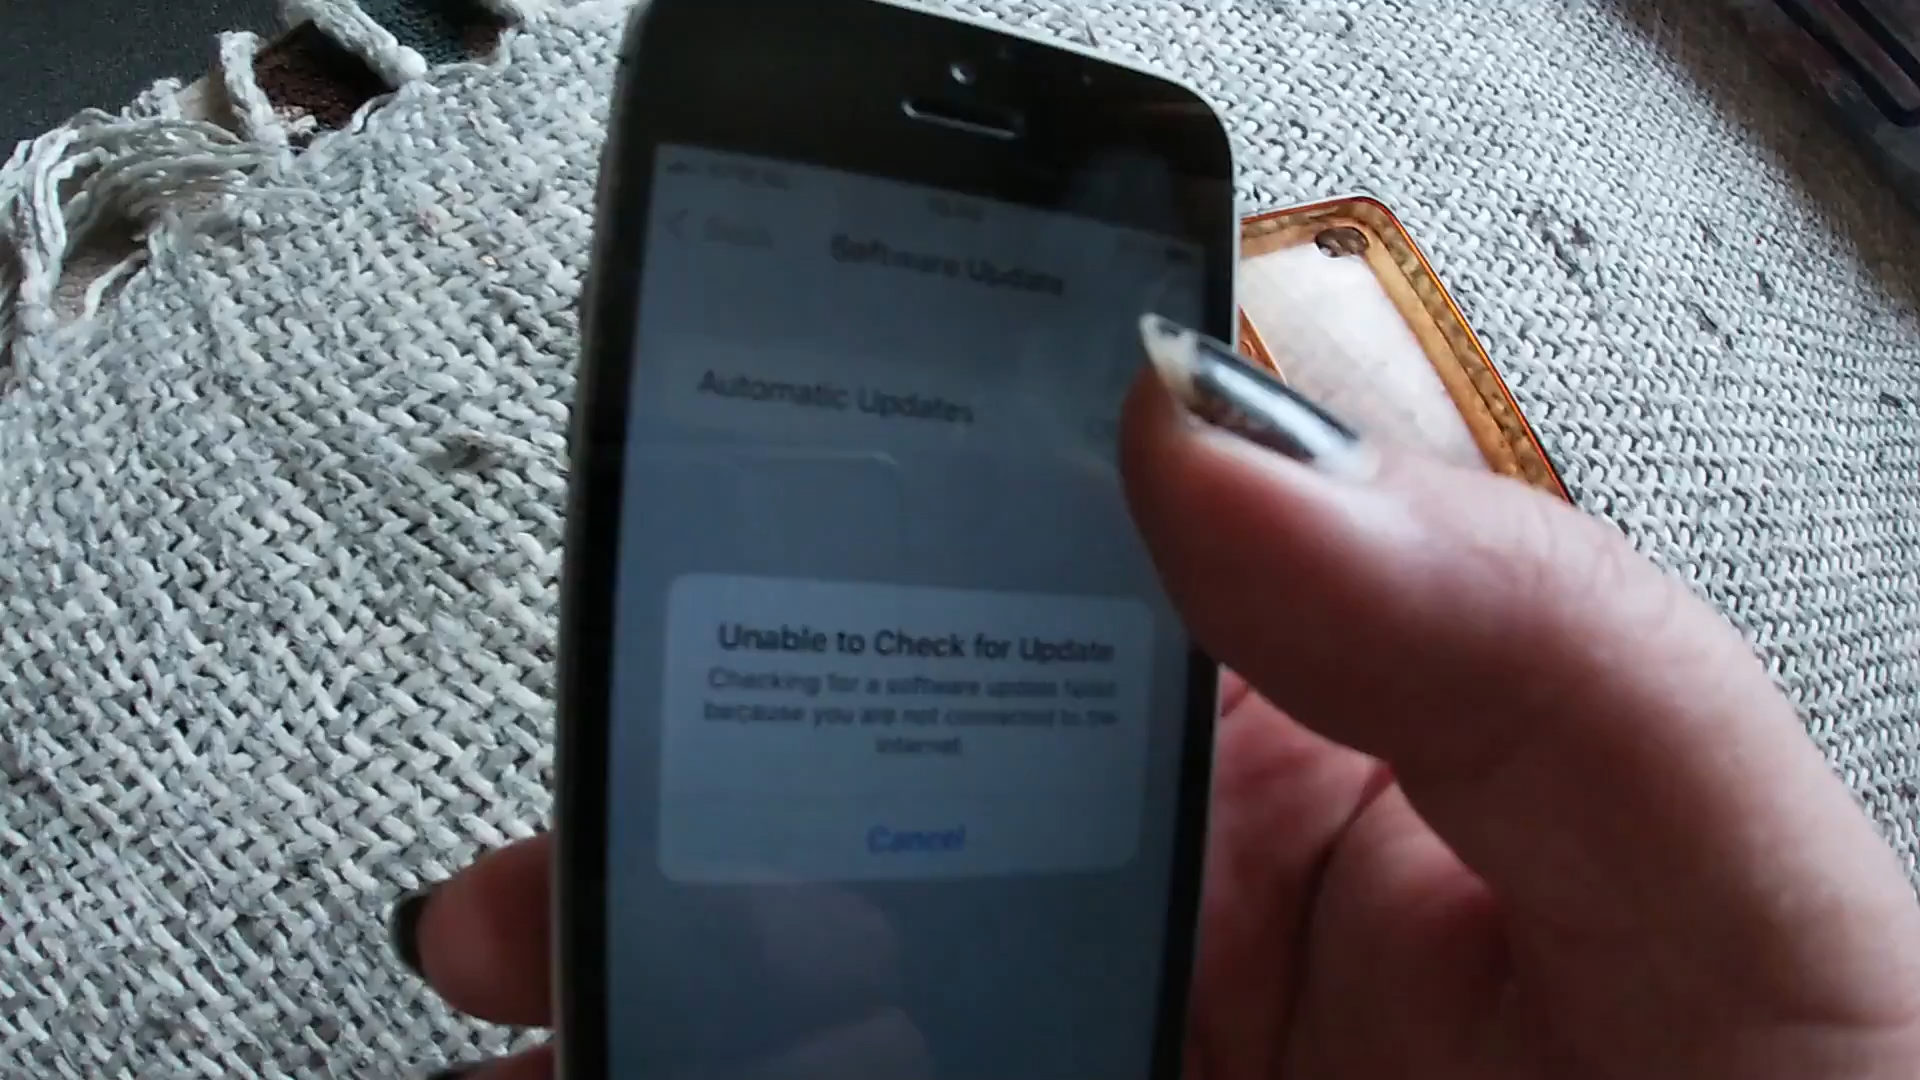 Back
Software Update
Automatic Updates
Unable to Check for Update
Checking for a software update failed
because you are not connected to the
Internet.
Cancel